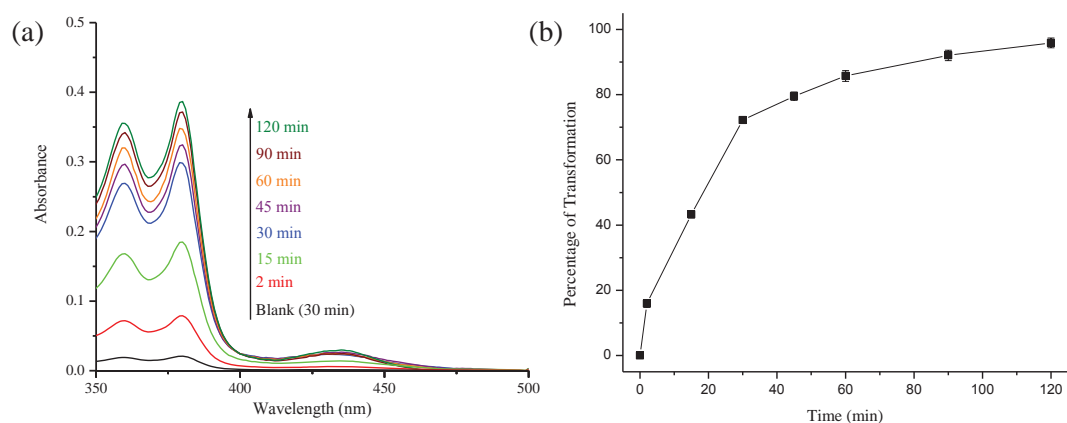 (a)
Absorbance
0.5
0.4
0.3
0.2
0.1
0.0
120 min
90 min
60 min
45 min
30 min
15 min
2 min
Blank (30 min)
350
400
450
500
Wavelength (nm)
(b)
Percentage of Transformation
100
80
60
40
20
0
0
20
40
60
80
100
120
Time (min)